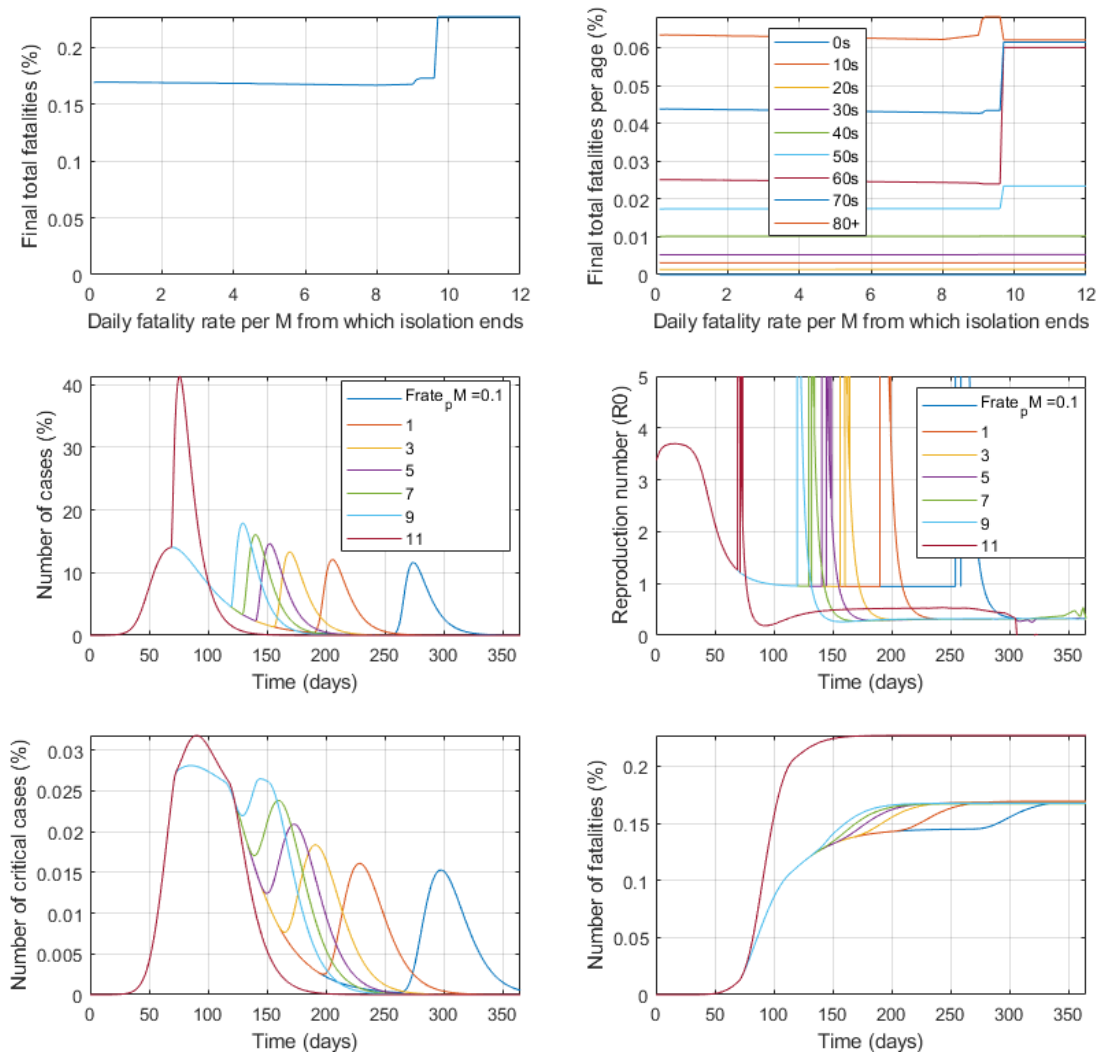 Final total fatalities (%)
0.2
0.15
0.1
0.05
0
0 2 4 6 8 10 12
Daily fatality rate per M from which isolation ends
Final total fatalities per age (%)
0.06
0.05
0.04
0.03
0.02
0.01
0
0s
10s
20s
30s
40s
50s
60s
70s
80+
0 2 4 6 8 10 12
Daily fatality rate per M from which isolation ends
Number of cases (%)
40
30
20
10
0
FratepM =0.1
1
3
5
7
9
11
0 50 100 150 200 250 300 350
Time (days)
Reproduction number (R0)
5
4
3
2
1
0
FratepM =0.1
1
3
5
7
9
11
0 50 100 150 200 250 300 350
Time (days)
Number of critical cases (%)
0.03
0.025
0.02
0.015
0.01
0.005
0
0 50 100 150 200 250 300 350
Time (days)
Number of fatalities (%)
0.2
0.15
0.1
0.05
0
0 50 100 150 200 250 300 350
Time (days)